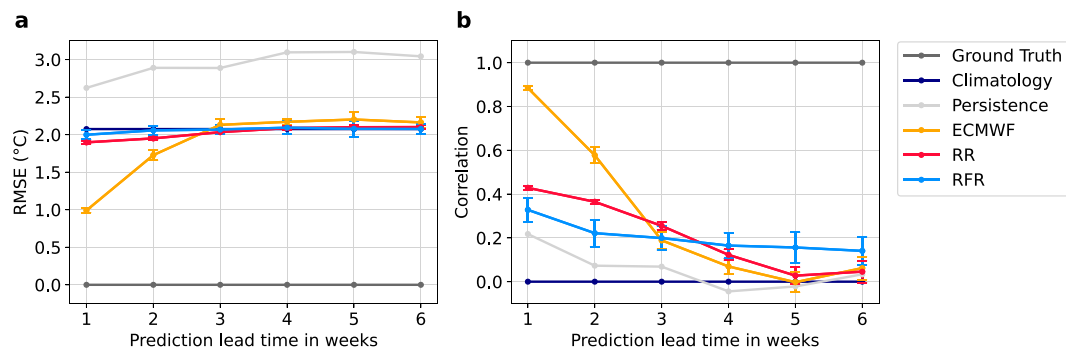 a
RMSE (°C)
3.0
2.5
2.0
1.5
1.0
0.5
0.0
1 2 3 4 5 6
Prediction lead time in weeks
b
Correlation
1.0
0.8
0.6
0.4
0.2
0.0
1 2 3 4 5 6
Prediction lead time in weeks
Ground Truth
Climatology
Persistence
ECMWF
RR
RFR